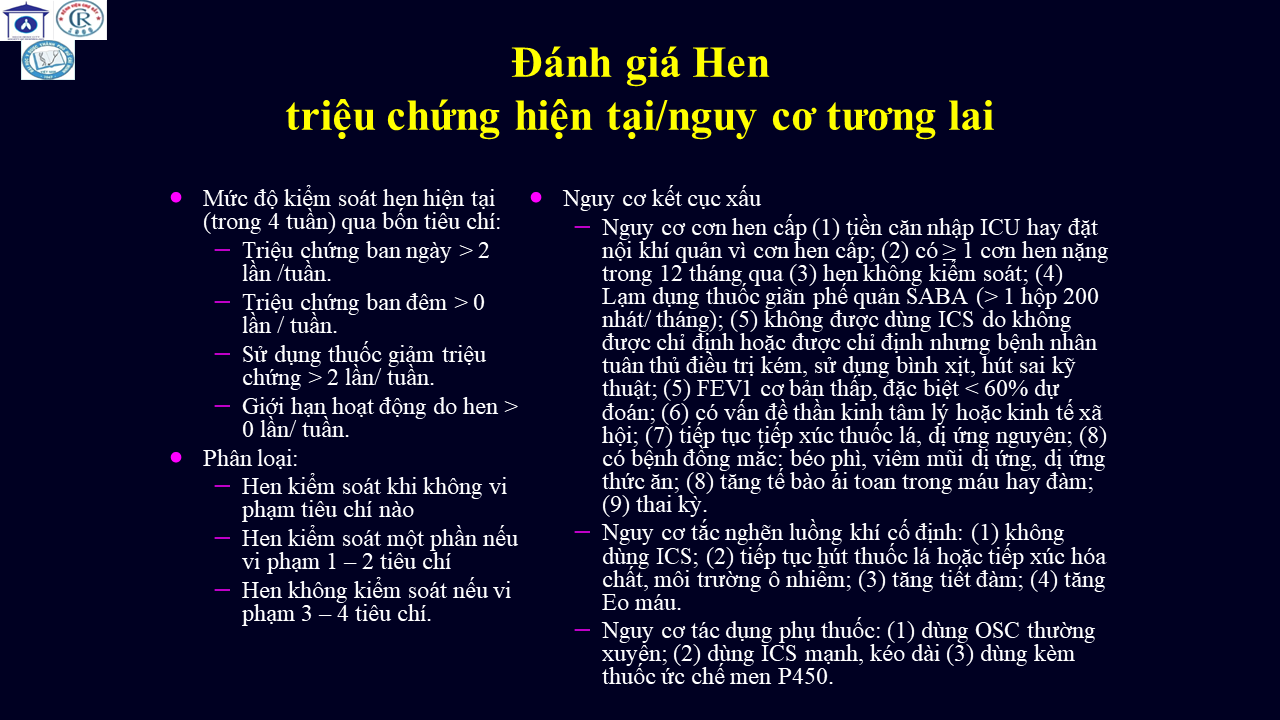 Đánh giá Hen
triệu chứng hiện tại/nguy cơ tương lai
Mức độ kiểm soát hen hiện tại
(trong 4 tuần) qua bốn tiêu chí:
Triệu chứng ban ngày > 2
lần /tuần.
Triệu chứng ban đêm > 0
lần / tuần.
Sử dụng thuốc giảm triệu
chứng > 2 lần/ tuần.
Giới hạn hoạt động do hen >
0 lần/ tuần.
Phân loại:
Hen kiểm soát khi không vi
phạm tiêu chí nào
Hen kiểm soát một phần nếu
vi phạm 1 – 2 tiêu chí
Hen không kiểm soát nếu vi
phạm 3 – 4 tiêu chí.
Nguy cơ kết cục xấu
Nguy cơ cơn hen cấp (1) tiền căn nhập ICU hay đặt
nội khí quản vì cơn hen cấp; (2) có ≥ 1 cơn hen nặng
trong 12 tháng qua (3) hen không kiểm soát; (4)
Lạm dụng thuốc giãn phế quản SABA (> 1 hộp 200
nhát/ tháng); (5) không được dùng ICS do không
được chỉ định hoặc được chỉ định nhưng bệnh nhân
tuân thủ điều trị kém, sử dụng bình xịt, hút sai kỹ
thuật; (5) FEV1 cơ bản thấp, đặc biệt < 60% dự
đoán; (6) có vấn đề thần kinh tâm lý hoặc kinh tế xã
hội; (7) tiếp tục tiếp xúc thuốc lá, dị ứng nguyên; (8)
có bệnh đồng mắc: béo phì, viêm mũi dị ứng, dị ứng
thức ăn; (8) tăng tế bào ái toan trong máu hay đàm;
(9) thai kỳ.
Nguy cơ tắc nghẽn luồng khí cố định: (1) không
dùng ICS; (2) tiếp tục hút thuốc lá hoặc tiếp xúc hóa
chất, môi trường ô nhiễm; (3) tăng tiết đàm; (4) tăng
Eo máu.
Nguy cơ tác dụng phụ thuốc: (1) dùng OSC thường
xuyên; (2) dùng ICS mạnh, kéo dài (3) dùng kèm
thuốc ức chế men P450.